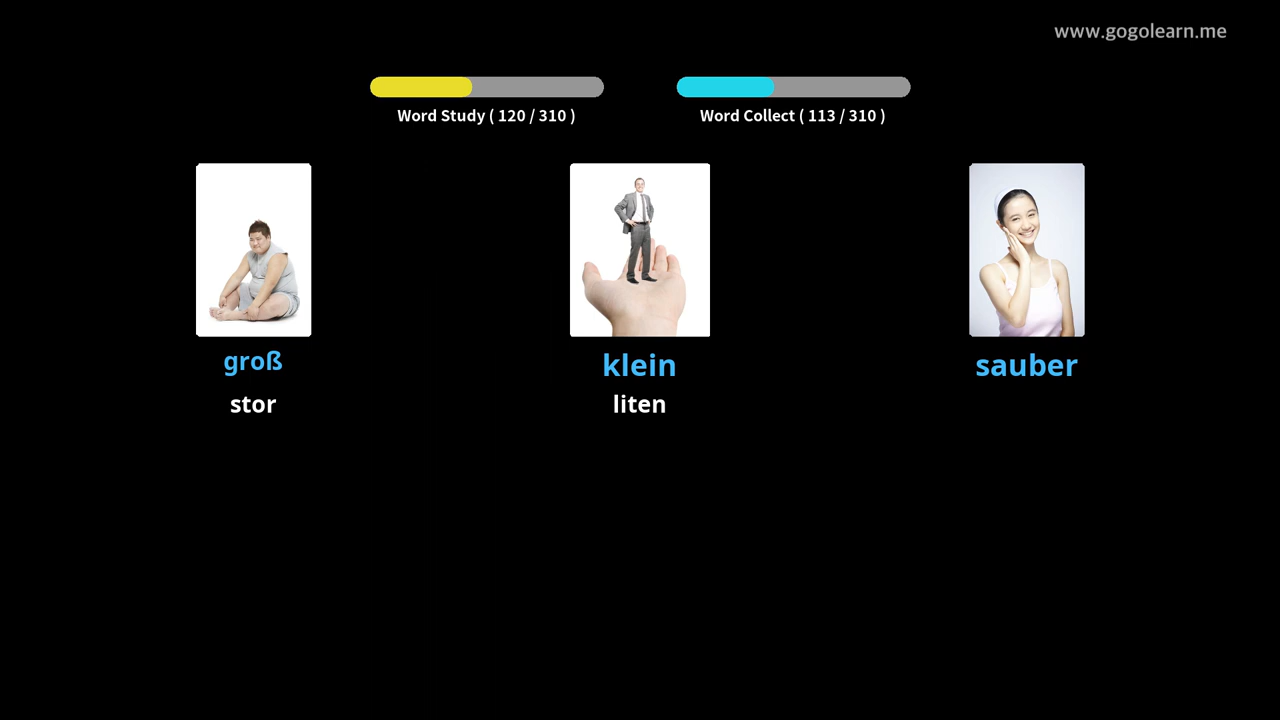 www.gogolearn.me
Word Study ( 120 / 310 )
Word Collect ( 113 / 310 )
groß
klein
sauber
stor
liten